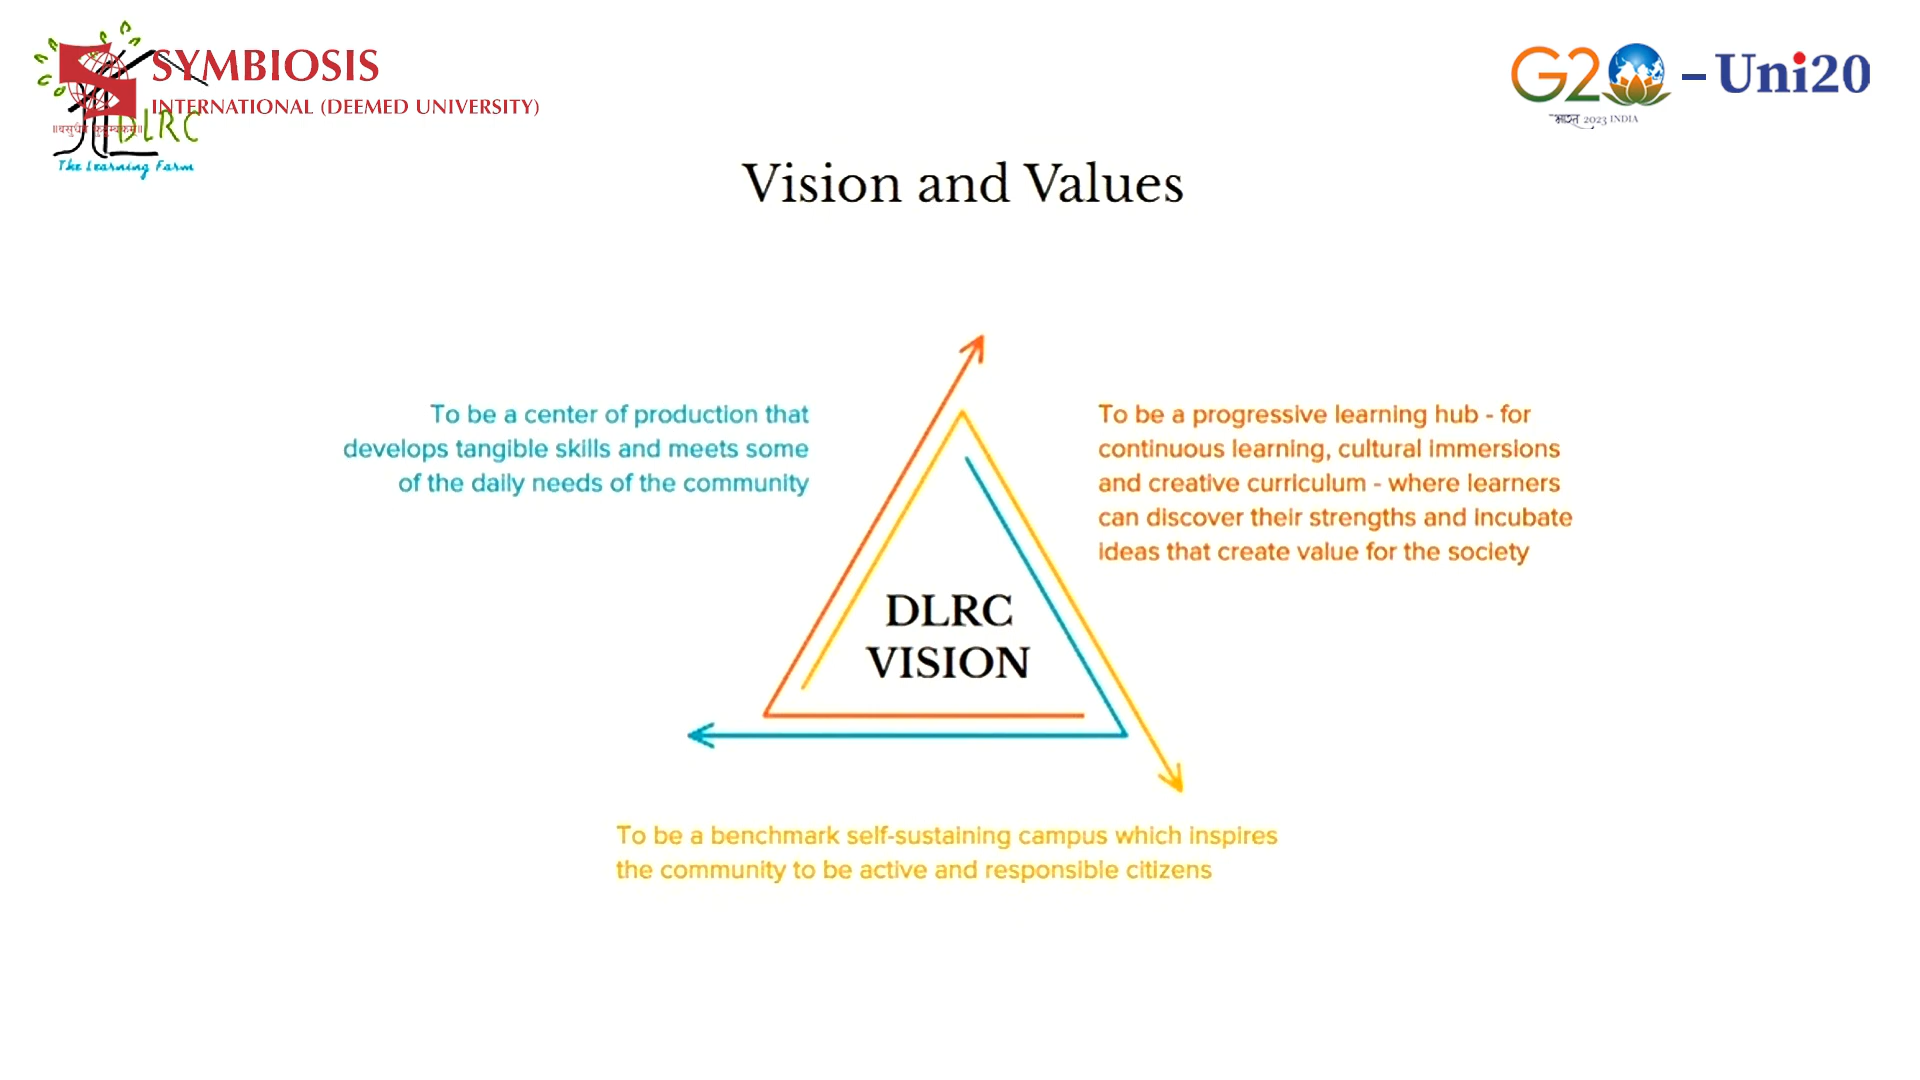 SYMBIOSIS
INTERNATIONAL (DEEMED UNIVERSITY)
DLRC
The Learning Farm
G20 – Uni20
भारत 2023 INDIA
Vision and Values
To be a center of production that
develops tangible skills and meets some
of the daily needs of the community
To be a progressive learning hub - for
continuous learning, cultural immersions
and creative curriculum - where learners
can discover their strengths and incubate
ideas that create value for the society
DLRC
VISION
To be a benchmark self-sustaining campus which inspires
the community to be active and responsible citizens